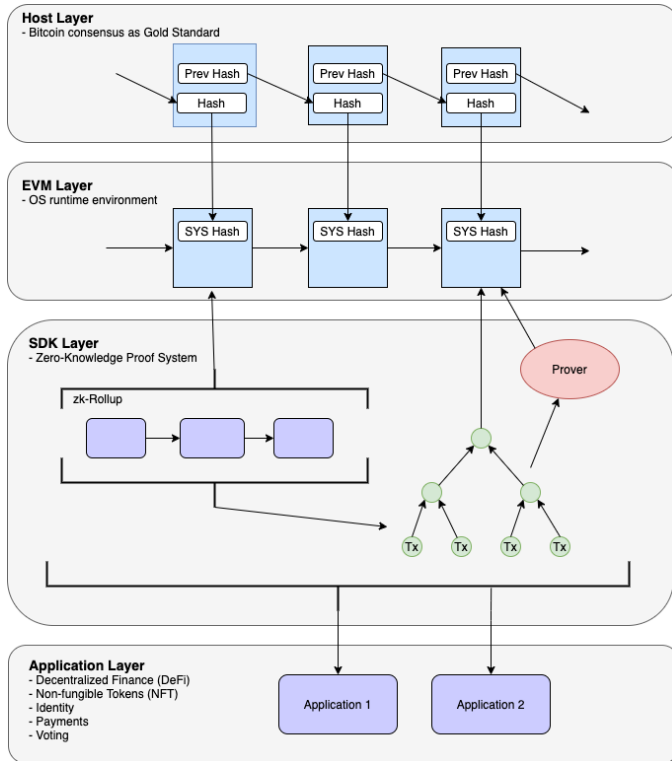 Host Layer
- Bitcoin consensus as Gold Standard
Prev Hash
Prev Hash
Prev Hash
Hash
Hash
Hash
EVM Layer
- OS runtime environment
SYS Hash
SYS Hash
SYS Hash
SDK Layer
- Zero-Knowledge Proof System
Prover
zk-Rollup
Tx
Tx
Tx
Tx
Application Layer
- Decentralized Finance (DeFi)
- Non-fungible Tokens (NFT)
- Identity
- Payments
- Voting
Application 1
Application 2